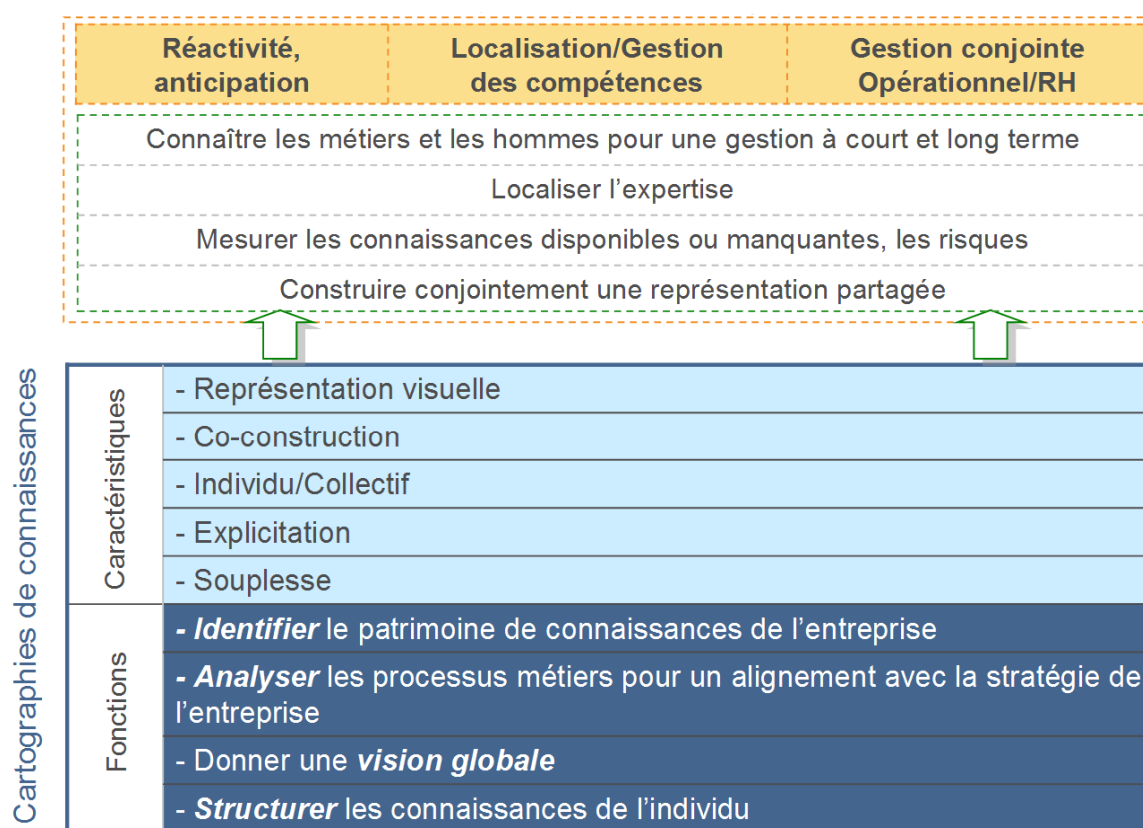 Réactivité,
anticipation
Localisation/Gestion
des compétences
Gestion conjointe
Opérationnel/RH
Connaître les métiers et les hommes pour une gestion à court et long terme
Localiser l’expertise
Mesurer les connaissances disponibles ou manquantes, les risques
Construire conjointement une représentation partagée
Cartographies de connaissances
Caractéristiques
- Représentation visuelle
- Co-construction
- Individu/Collectif
- Explicitation
- Souplesse
Fonctions
- Identifier le patrimoine de connaissances de l’entreprise
- Analyser les processus métiers pour un alignement avec la stratégie de
l’entreprise
- Donner une vision globale
- Structurer les connaissances de l’individu